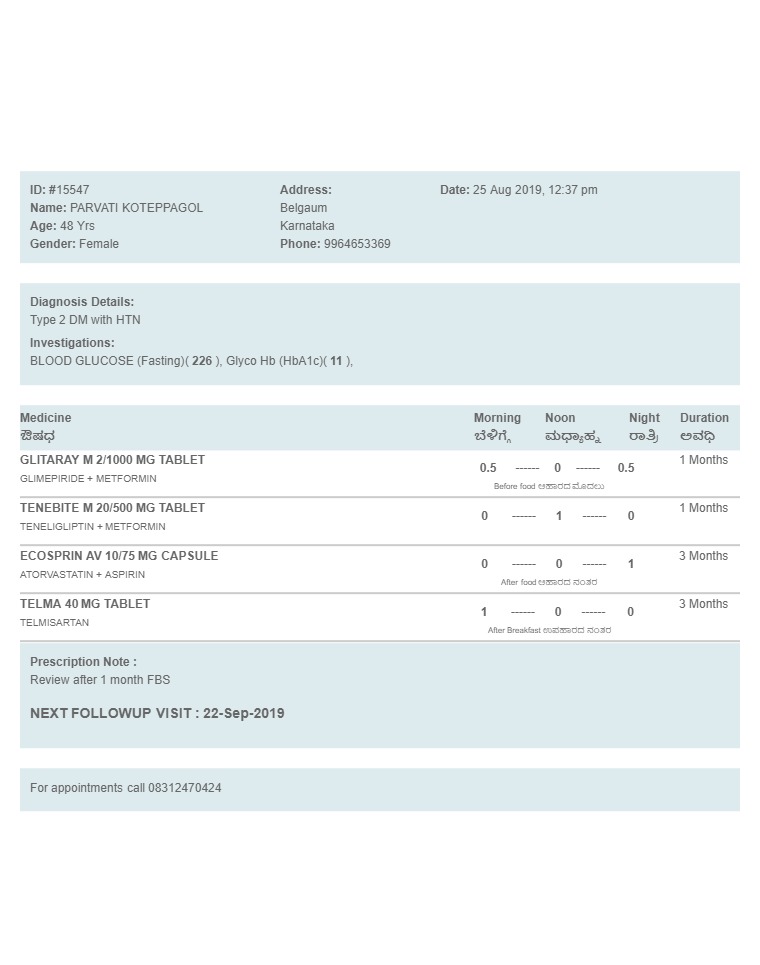 ID: #15547
Name: PARVATI KOTEPPAGOL
Age: 48 Yrs
Gender: Female
Address:
Belgaum
Karnataka
Phone: 9964653369
Date: 25 Aug 2019, 12:37 pm
Diagnosis Details:
Type 2 DM with HTN
Investigations:
BLOOD GLUCOSE (Fasting)( 226 ), Glyco Hb (HbA1c)( 11 ),
Medicine Morning Noon Night Duration
ಔಷಧ ಬೆಳಿಗ್ಗೆ ಮಧ್ಯಾಹ್ನ ರಾತ್ರಿ ಅವಧಿ
GLITARAY M 2/1000 MG TABLET 0.5 ------ 0 ------ 0.5 1 Months
GLIMEPIRIDE + METFORMIN Before food ಆಹಾರದ ಮೊದಲು
TENEBITE M 20/500 MG TABLET 0 ------ 1 ------ 0 1 Months
TENELIGLIPTIN + METFORMIN
ECOSPRIN AV 10/75 MG CAPSULE 0 ------ 0 ------ 1 3 Months
ATORVASTATIN + ASPIRIN After food ಆಹಾರದ ನಂತರ
TELMA 40 MG TABLET 1 ------ 0 ------ 0 3 Months
TELMISARTAN After Breakfast ಉಪಹಾರದ ನಂತರ
Prescription Note :
Review after 1 month FBS
NEXT FOLLOWUP VISIT : 22-Sep-2019
For appointments call 08312470424